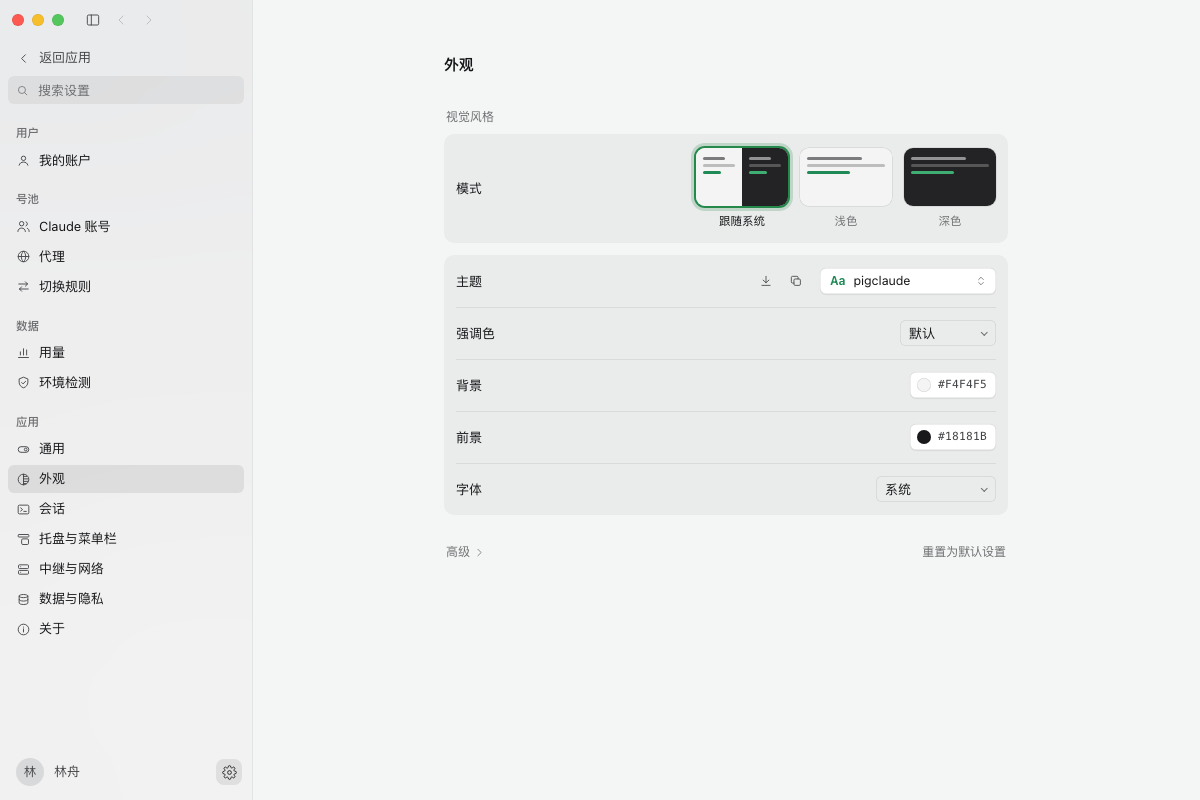 返回应用
搜索设置
用户
我的账户
号池
Claude 账号
代理
切换规则
数据
用量
环境检测
应用
通用
外观
会话
托盘与菜单栏
中继与网络
数据与隐私
关于
林 林舟
外观
视觉风格
模式
跟随系统 浅色 深色
主题 Aa pigclaude
强调色 默认
背景 #F4F4F5
前景 #18181B
字体 系统
高级 重置为默认设置